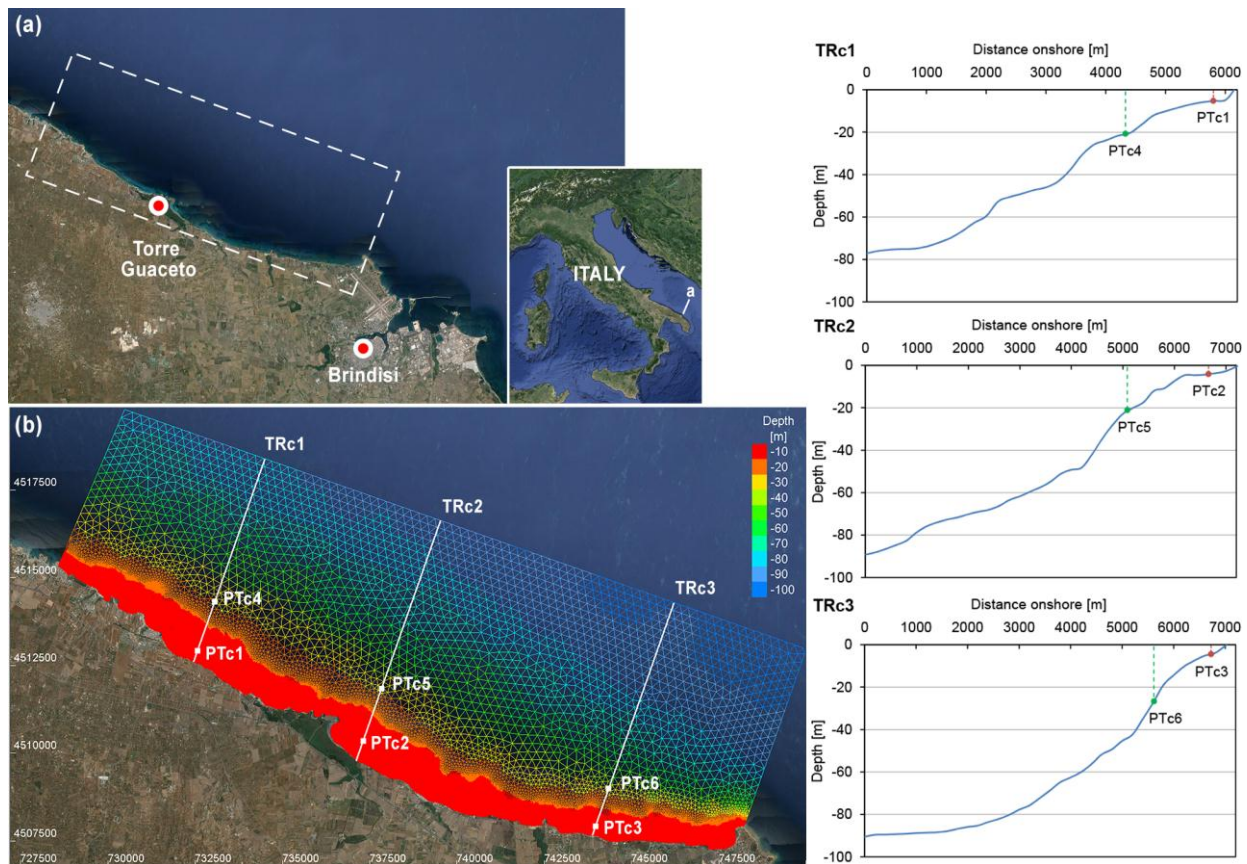 (a)
Torre
Guaceto
Brindisi
ITALY
a
(b)
TRc1
TRc2
TRc3
PTc4
PTc1
PTc5
PTc2
PTc6
PTc3
Depth
[m]
-10
-20
-30
-40
-50
-60
-70
-80
-90
-100
4517500
4515000
4512500
4510000
4507500
727500
730000
732500
735000
737500
740000
742500
745000
747500
TRc1
Distance onshore [m]
0 1000 2000 3000 4000 5000 6000
Depth [m]
0
-20
-40
-60
-80
-100
PTc4
PTc1
TRc2
Distance onshore [m]
0 1000 2000 3000 4000 5000 6000 7000
Depth [m]
0
-20
-40
-60
-80
-100
PTc5
PTc2
TRc3
Distance onshore [m]
0 1000 2000 3000 4000 5000 6000 7000
Depth [m]
0
-20
-40
-60
-80
-100
PTc6
PTc3